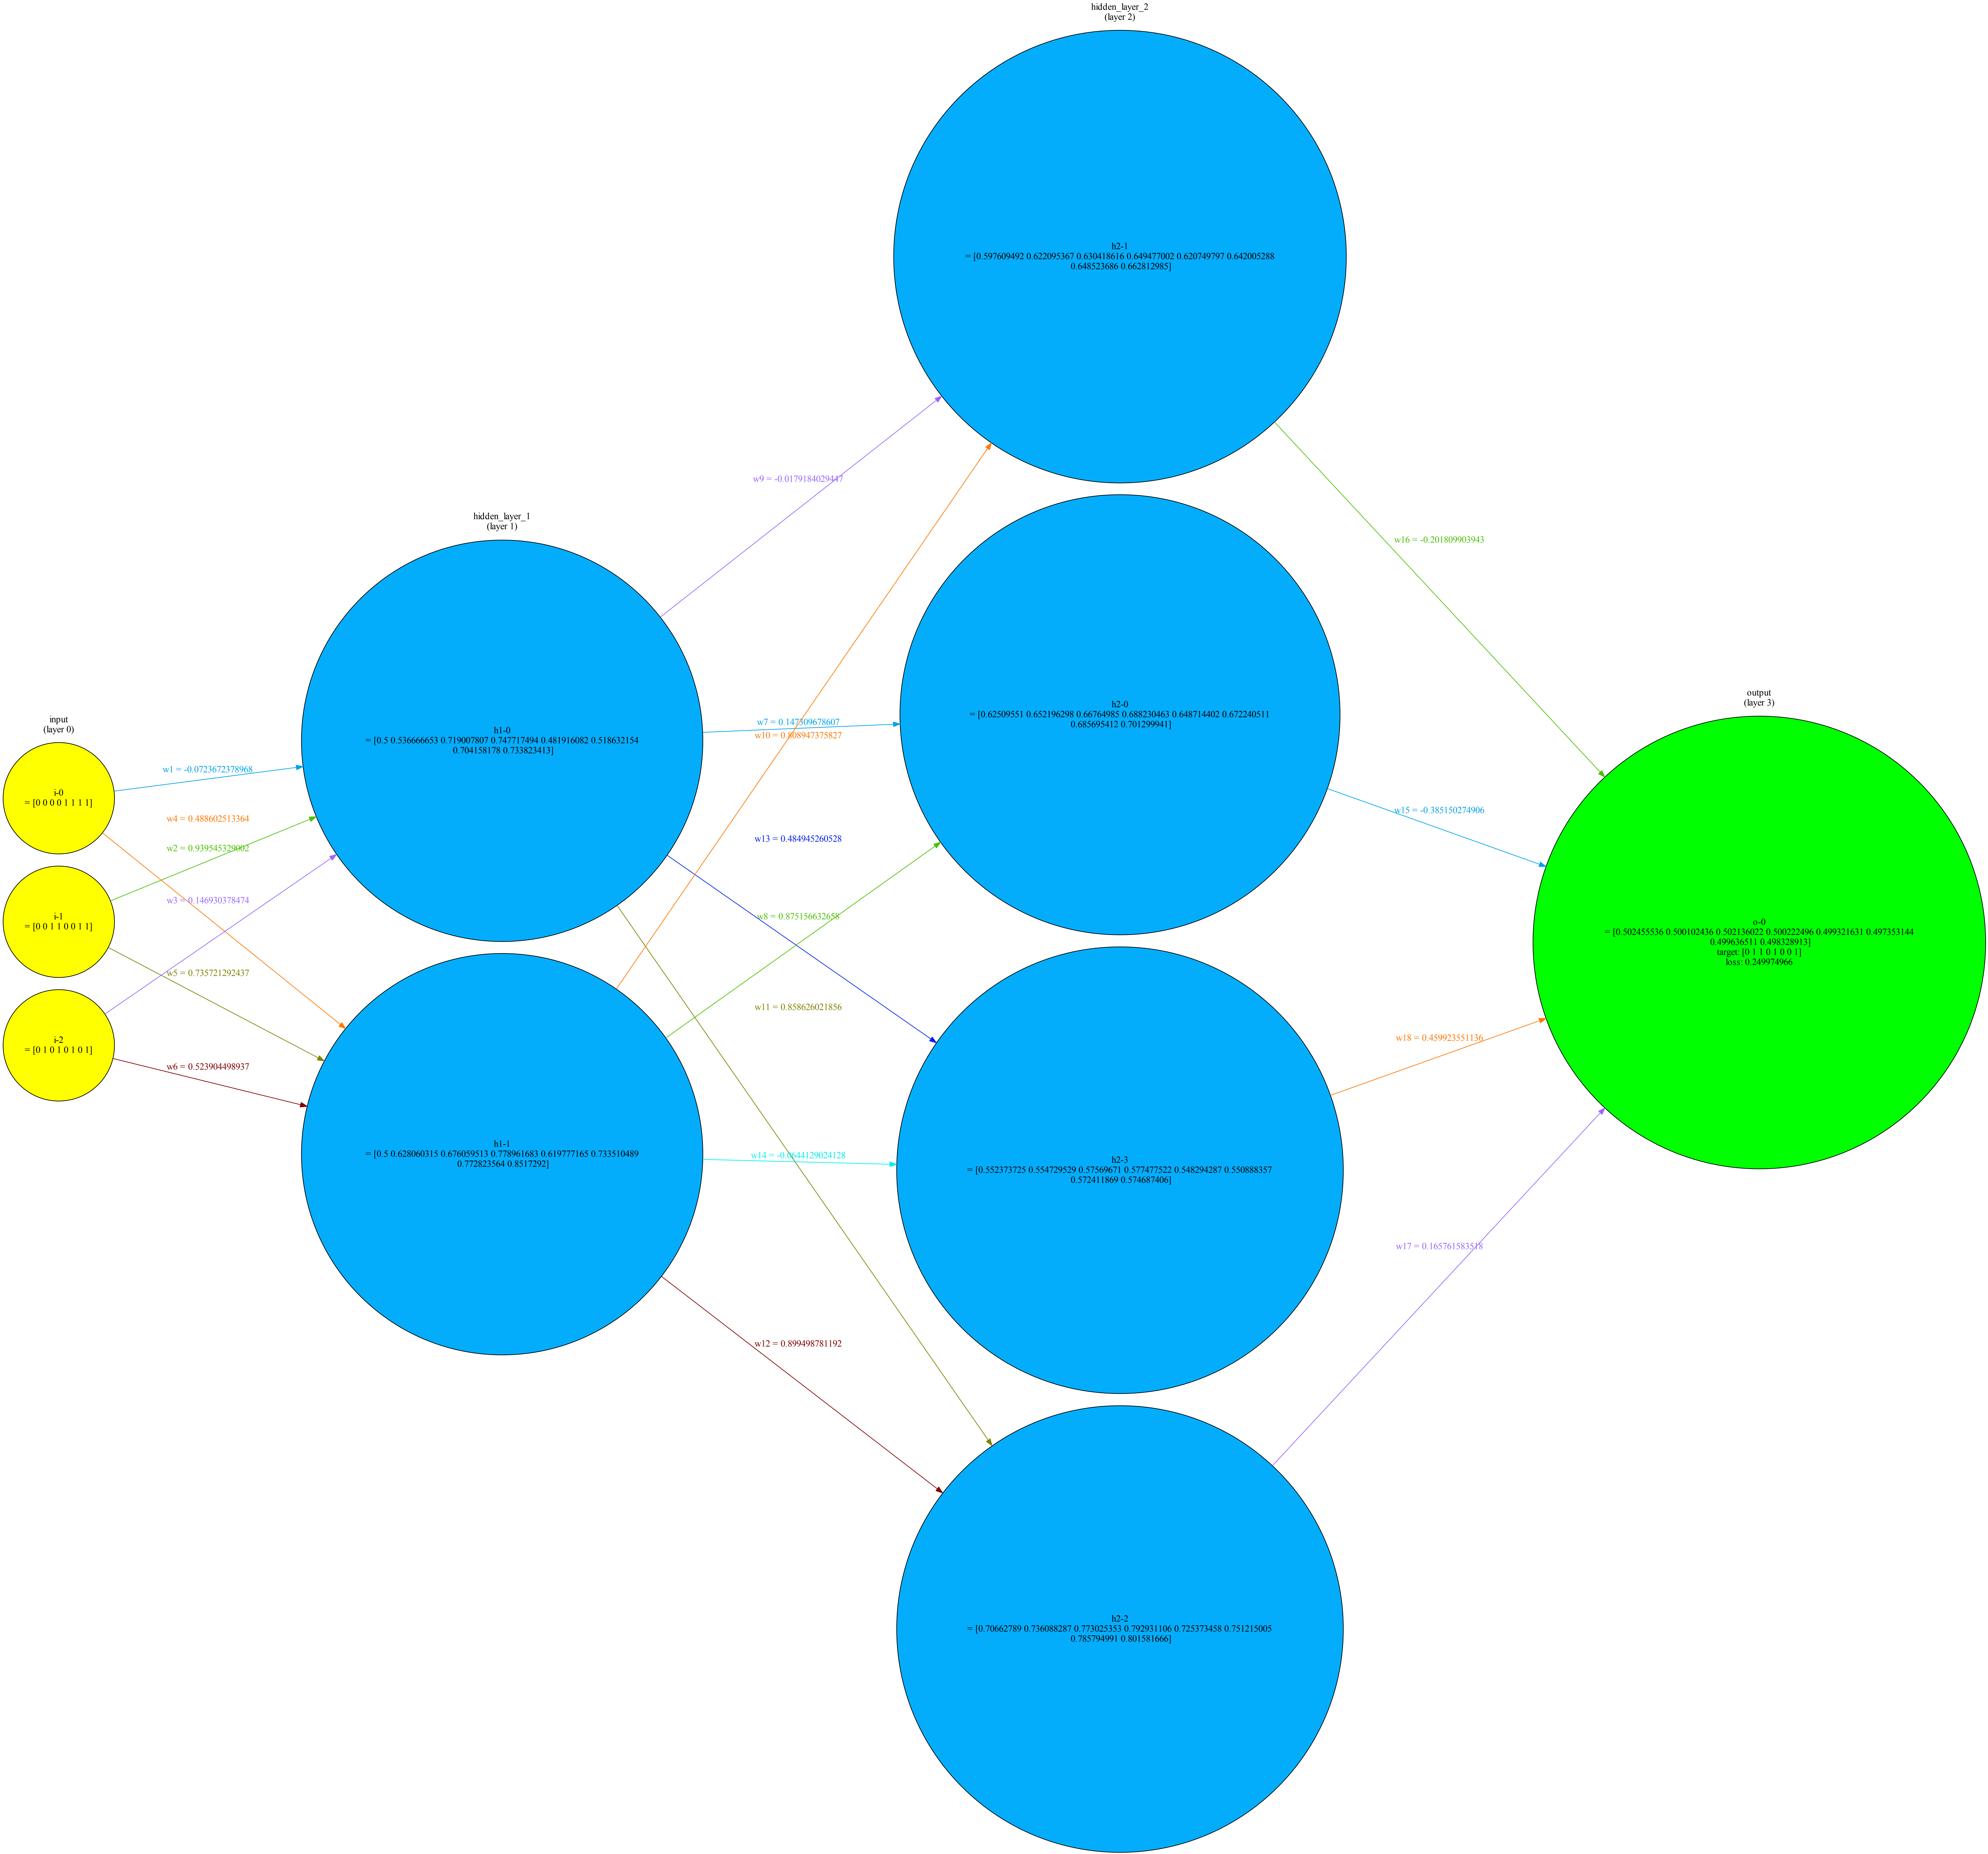 hidden_layer_2
(layer 2)
h2-1
= [0.597609492 0.622095367 0.630418616 0.649477002 0.620749797 0.642005288
0.648523686 0.662812985]
w9 = -0.0179184029447
hidden_layer_1
(layer 1)
w16 = -0.201809903943
output
(layer 3)
h2-0
= [0.62509551 0.652196298 0.66764985 0.688230463 0.648714402 0.672240511
0.685695412 0.701299941]
input
(layer 0)
h1-0
= [0.5 0.536666653 0.719007807 0.747717494 0.481916082 0.518632154
0.704158178 0.733823413]
w7 = 0.147309678607
w10 = 0.808947375827
w1 = -0.0723672378968
i-0
= [0 0 0 0 1 1 1 1]
w4 = 0.488602513364
w15 = -0.385150274906
w2 = 0.939545329002
w13 = 0.484945260528
w3 = 0.146930378474
i-1
= [0 0 1 1 0 0 1 1]
w8 = 0.875156632658
o-0
= [0.502455536 0.500102436 0.502136022 0.500222496 0.499321631 0.497353144
0.499636511 0.498328913]
target: [0 1 1 0 1 0 0 1]
loss: 0.249974966
w5 = 0.735721292437
w11 = 0.858626021856
i-2
= [0 1 0 1 0 1 0 1]
w18 = 0.459923551136
w6 = 0.523904498937
h1-1
= [0.5 0.628060315 0.676059513 0.778961683 0.619777165 0.733510489
0.772823564 0.8517292]
w14 = -0.0644129024128
h2-3
= [0.552373725 0.554729529 0.57569671 0.577477522 0.548294287 0.550888357
0.572411869 0.574687406]
w17 = 0.165761583518
w12 = 0.899498781192
h2-2
= [0.70662789 0.736088287 0.773025353 0.792931106 0.725373458 0.751215005
0.785794991 0.801581666]